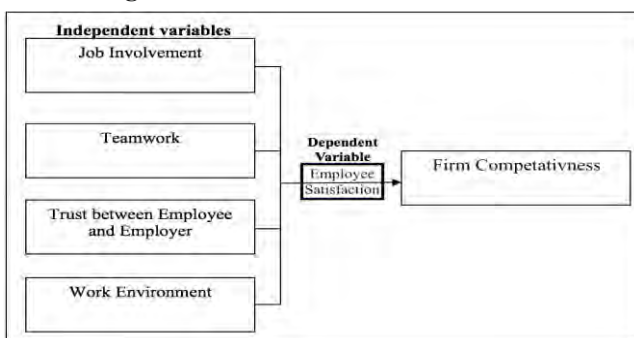 Independent variables
Job Involvement
Teamwork
Trust between Employee
and Employer
Work Environment
Dependent
Variable
Employee
Satisfaction
Firm Competativness